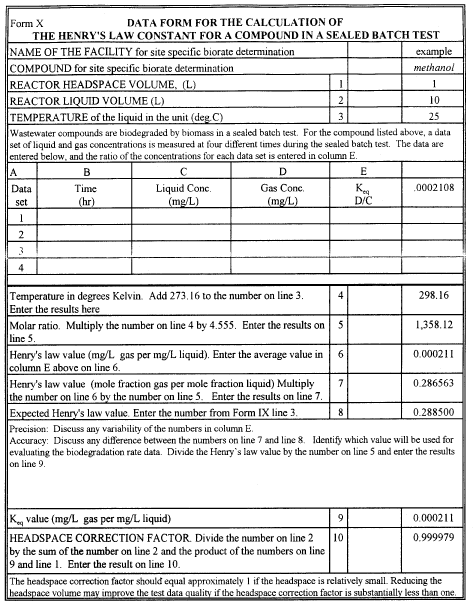 Form X
DATA FORM FOR THE CALCULATION OF
THE HENRY'S LAW CONSTANT FOR A COMPOUND IN A SEALED BATCH TEST
NAME OF THE FACILITY for site specific biorate determination example
COMPOUND for site specific biorate determination methanol
REACTOR HEADSPACE VOLUME, (L) 1 1
REACTOR LIQUID VOLUME (L) 2 10
TEMPERATURE of the liquid in the unit (deg.C) 3 25
Wastewater compounds are biodegraded by biomass in a sealed batch test. For the compound listed above, a data
set of liquid and gas concentrations is measured at four different times during the sealed batch test. The data are
entered below, and the ratio of the concentrations for each data set is entered in column E.
A B C D E
Data Time Liquid Conc. Gas Conc. Keq .0002108
set (hr) (mg/L) (mg/L) D/C
1
2
3
4
Temperature in degrees Kelvin. Add 273.16 to the number on line 3. 4 298.16
Enter the results here
Molar ratio. Multiply the number on line 4 by 4.555. Enter the results on 5 1,358.12
line 5.
Henry's law value (mg/L gas per mg/L liquid). Enter the average value in 6 0.000211
column E above on line 6.
Henry's law value (mole fraction gas per mole fraction liquid) Multiply 7 0.286563
the number on line 6 by the number on line 5. Enter the results on line 7.
Expected Henry's law value. Enter the number from Form IX line 3. 8 0.288500
Precision: Discuss any variability of the numbers in column E.
Accuracy: Discuss any difference between the numbers on line 7 and line 8. Identify which value will be used for
evaluating the biodegradation rate data. Divide the Henry's law value by the number on line 5 and enter the results
on line 9.
Keq value (mg/L gas per mg/L liquid) 9 0.000211
HEADSPACE CORRECTION FACTOR. Divide the number on line 2 10 0.999979
by the sum of the number on line 2 and the product of the numbers on line
9 and line 1. Enter the result on line 10.
The headspace correction factor should equal approximately 1 if the headspace is relatively small. Reducing the
headspace volume may improve the test data quality if the headspace correction factor is substantially less than one.